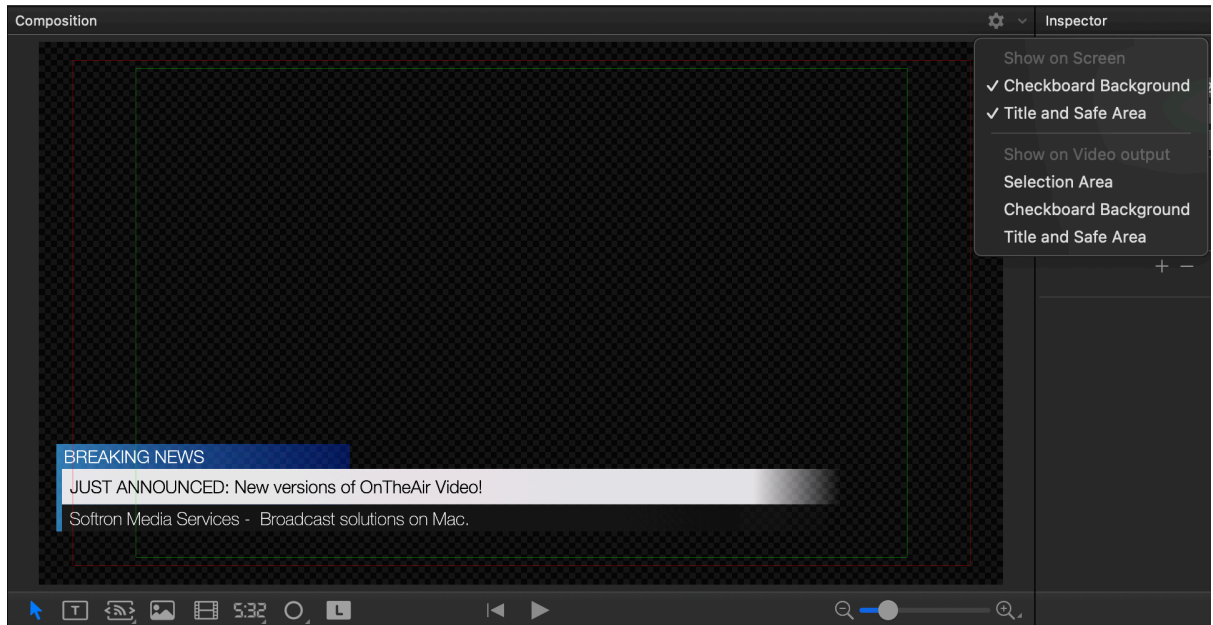 Composition
Inspector
Show on Screen
✓ Checkboard Background
✓ Title and Safe Area
Show on Video output
Selection Area
Checkboard Background
Title and Safe Area
BREAKING NEWS
JUST ANNOUNCED: New versions of OnTheAir Video!
Softron Media Services - Broadcast solutions on Mac.
T
5:32
L